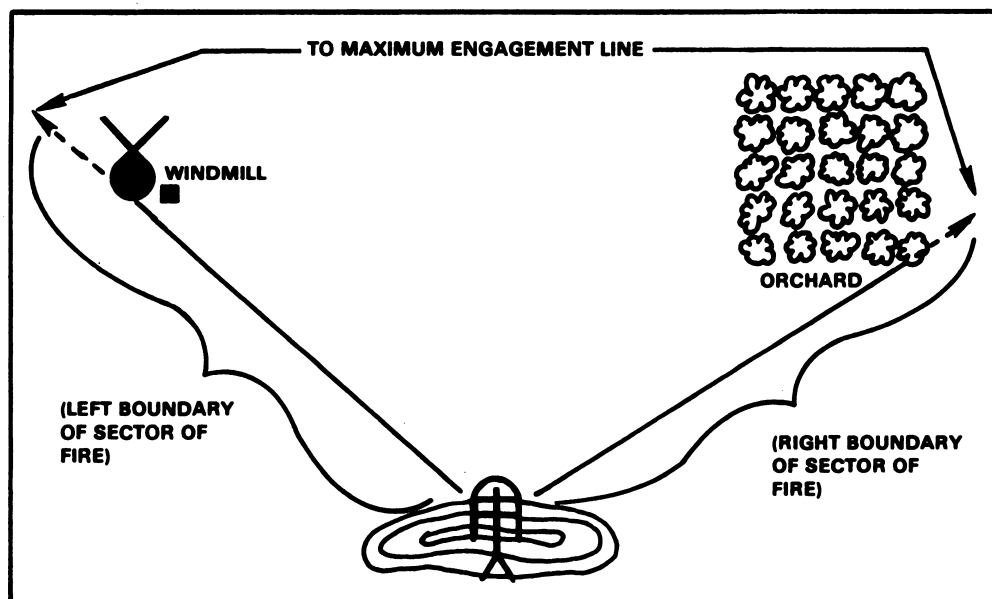 TO MAXIMUM ENGAGEMENT LINE
WINDMILL
ORCHARD
(LEFT BOUNDARY
OF SECTOR OF
FIRE)
(RIGHT BOUNDARY
OF SECTOR OF
FIRE)